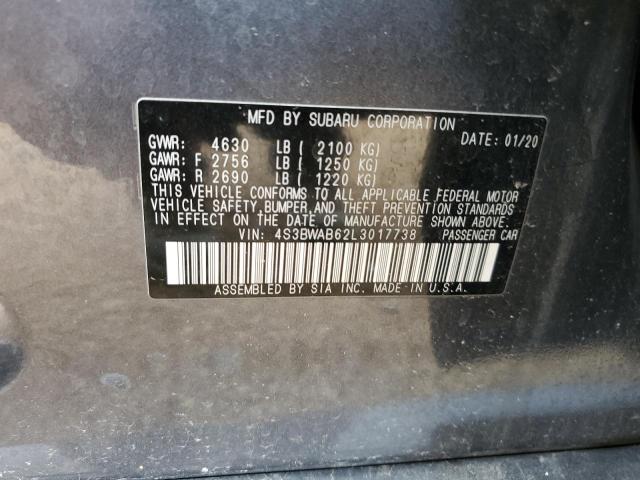 MFD BY SUBARU CORPORATION
DATE: 01/20
GVWR: 4630 LB ( 2100 KG)
GAWR: F 2756 LB ( 1250 KG)
GAWR: R 2690 LB ( 1220 KG)
THIS VEHICLE CONFORMS TO ALL APPLICABLE FEDERAL MOTOR
VEHICLE SAFETY, BUMPER, AND THEFT PREVENTION STANDARDS
IN EFFECT ON THE DATE OF MANUFACTURE SHOWN ABOVE.
VIN: 4S3BWAB62L3017738 PASSENGER CAR
ASSEMBLED BY SIA INC. MADE IN U.S.A.